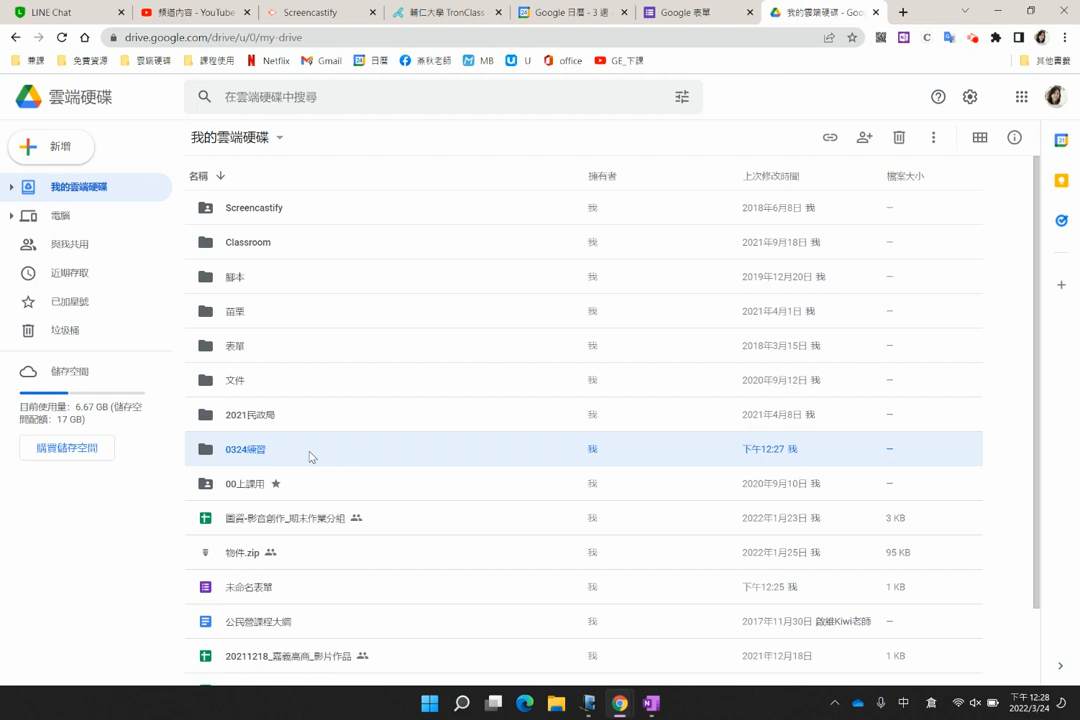 LINE Chat
頻道內容 - YouTube
Screencastify
輔仁大學 TronClass
Google 日曆 - 3 週 -
Google 表單
我的雲端硬碟 - Goo
drive.google.com/drive/u/0/my-drive
兼課
免費資源
雲端硬碟
課程使用
Netflix
Gmail
日曆
燕秋老師
MB
U
office
GE_下課
其他書籤
雲端硬碟
在雲端硬碟中搜尋
新增
我的雲端硬碟
電腦
與我共用
近期存取
已加星號
垃圾桶
儲存空間
目前使用量：6.67 GB (儲存空
間配額：17 GB)
購買儲存空間
我的雲端硬碟
名稱 擁有者 上次修改時間 檔案大小
Screencastify 我 2018年6月8日 我 —
Classroom 我 2021年9月18日 我 —
腳本 我 2019年12月20日 我 —
苗栗 我 2021年4月1日 我 —
表單 我 2018年3月15日 我 —
文件 我 2020年9月12日 我 —
2021民政局 我 2021年4月8日 我 —
0324練習 我 下午12:27 我 —
00上課用 我 2020年9月10日 我 —
圖資-影音創作_期末作業分組 我 2022年1月23日 我 3 KB
物件.zip 我 2022年1月25日 我 95 KB
未命名表單 我 下午12:25 我 1 KB
公民營課程大綱 我 2017年11月30日 啟維Kiwi老師 —
20211218_嘉義高商_影片作品 我 2021年12月18日 1 KB
中
倉
下午 12:28
2022/3/24